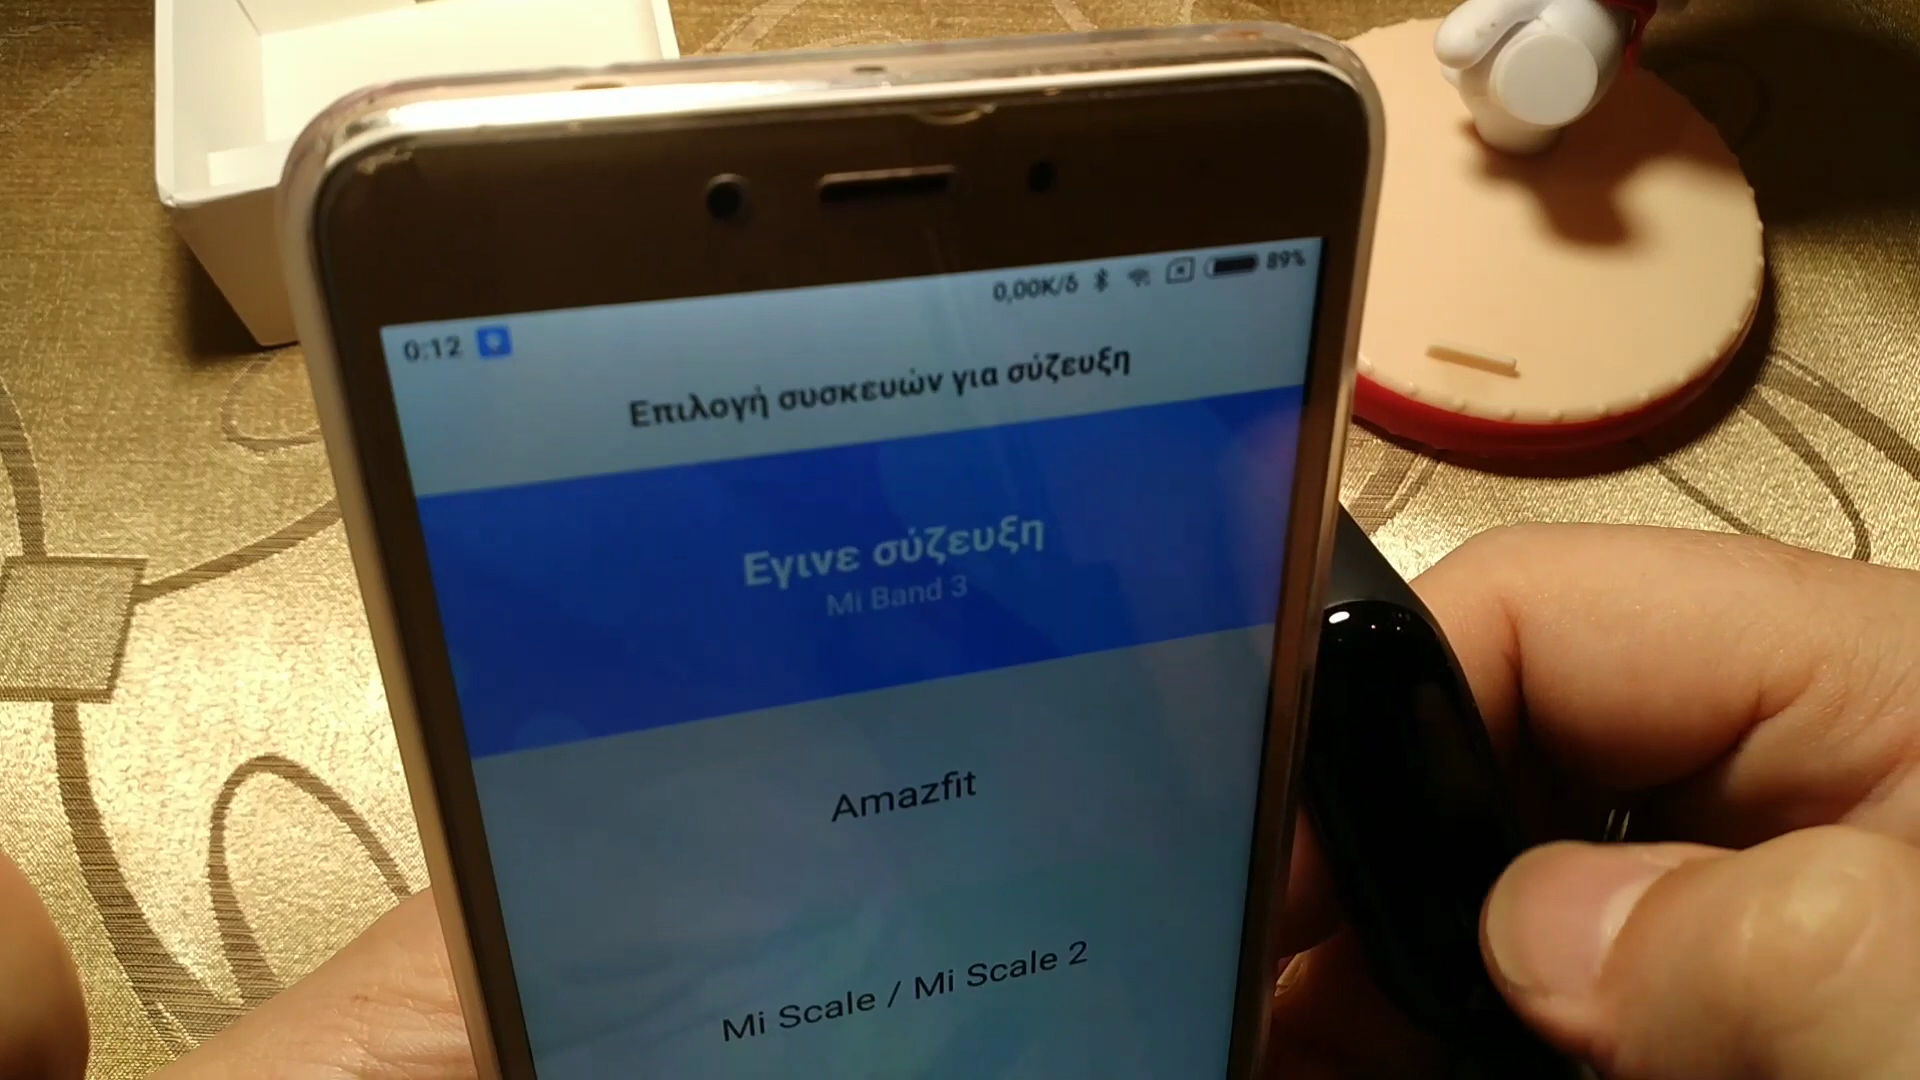 0:12 0,00K/δ 89%
Επιλογή συσκευών για σύζευξη
Εγινε σύζευξη
Mi Band 3
Amazfit
Mi Scale / Mi Scale 2